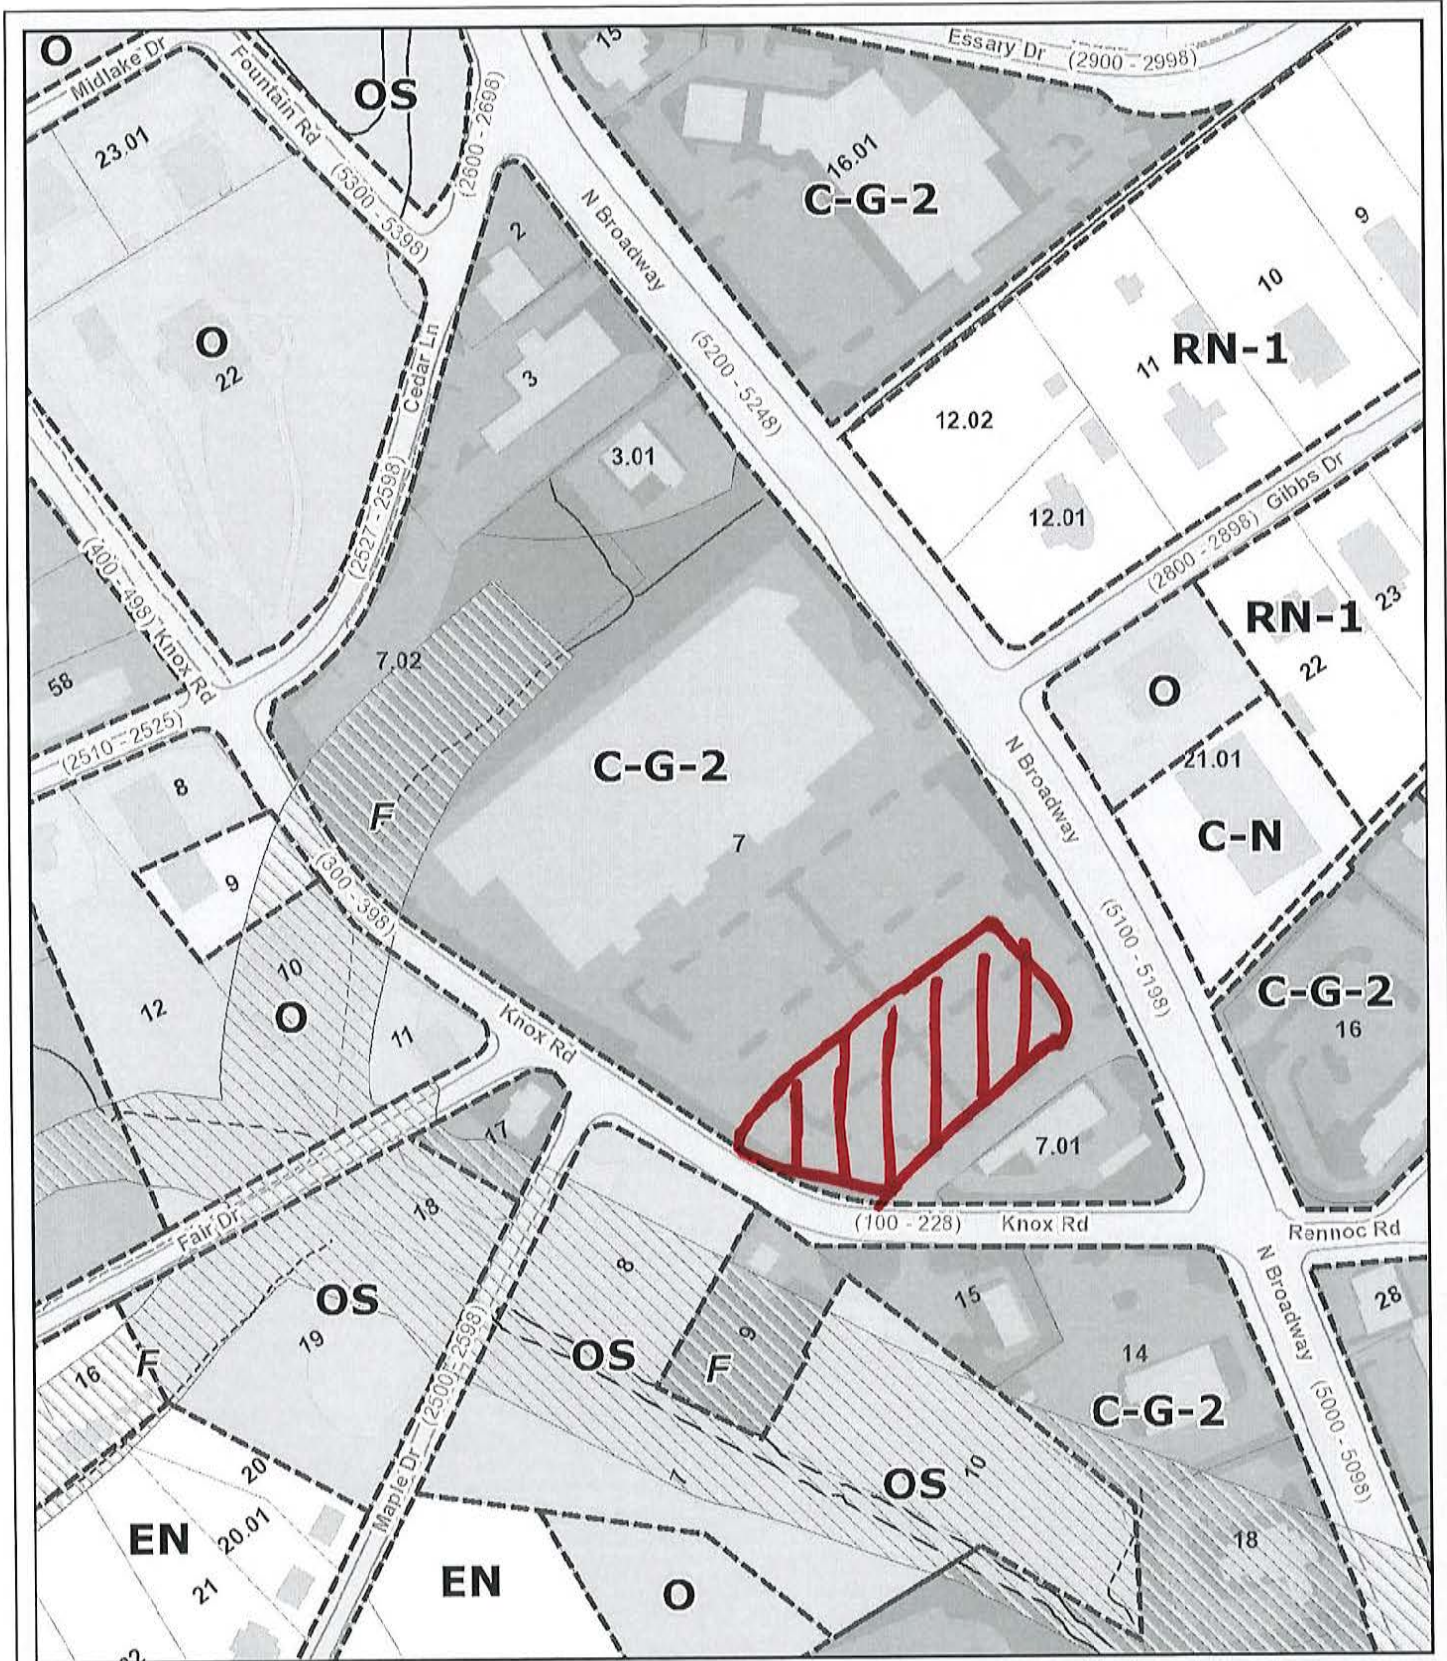 O
Midlake Dr
Fountain Rd
OS
(2600 - 2698)
15
Essary Dr (2900 - 2998)
23.01
(5300 - 5398)
16.01
C-G-2
2
N Broadway
9
10
O
22
Cedar Ln
3
(5200 - 5248)
RN-1
11
12.02
3.01
12.01
(2527 - 2598)
(2800 - 2898) Gibbs Dr
(400 - 498) Knox Rd
58
7.02
RN-1
23
22
O
(2510 - 2525)
8
C-G-2
N Broadway
21.01
F
7
C-N
(300 - 398)
9
(5100 - 5198)
10
O
12
11
Knox Rd
C-G-2
16
17
7.01
18
Fair Dr
(100 - 228) Knox Rd
Rennoc Rd
8
N Broadway
OS
19
15
28
OS
9
F
14
16
F
(5000 - 5098)
C-G-2
Maple Dr (2500 - 2598)
20
7
OS
10
EN
20.01
21
EN
O
18